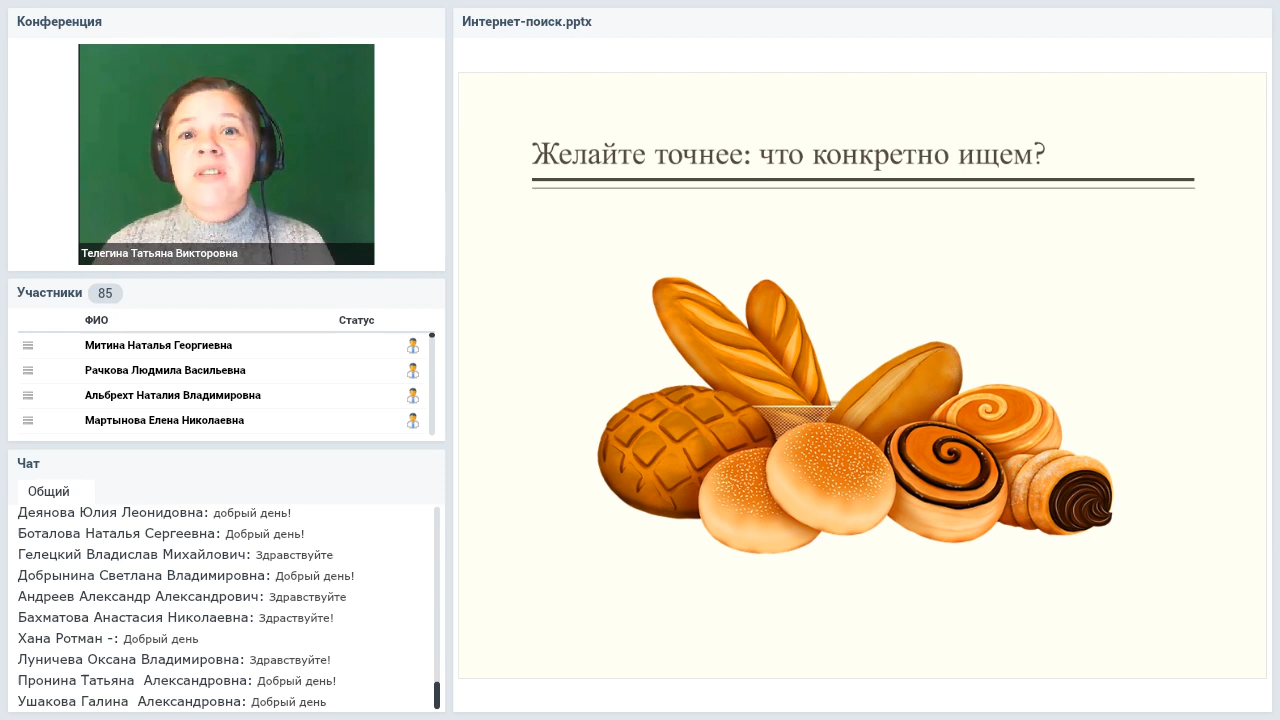 Конференция
Телегина Татьяна Викторовна
Участники 85
ФИО Статус
Митина Наталья Георгиевна
Рачкова Людмила Васильевна
Альбрехт Наталия Владимировна
Мартынова Елена Николаевна
Чат
Общий
Деянова Юлия Леонидовна: добрый день!
Боталова Наталья Сергеевна: Добрый день!
Гелецкий Владислав Михайлович: Здравствуйте
Добрынина Светлана Владимировна: Добрый день!
Андреев Александр Александрович: Здравствуйте
Бахматова Анастасия Николаевна: Здраствуйте!
Хана Ротман -: Добрый день
Луничева Оксана Владимировна: Здравствуйте!
Пронина Татьяна Александровна: Добрый день!
Ушакова Галина Александровна: Добрый день
Интернет-поиск.pptx
Желайте точнее: что конкретно ищем?